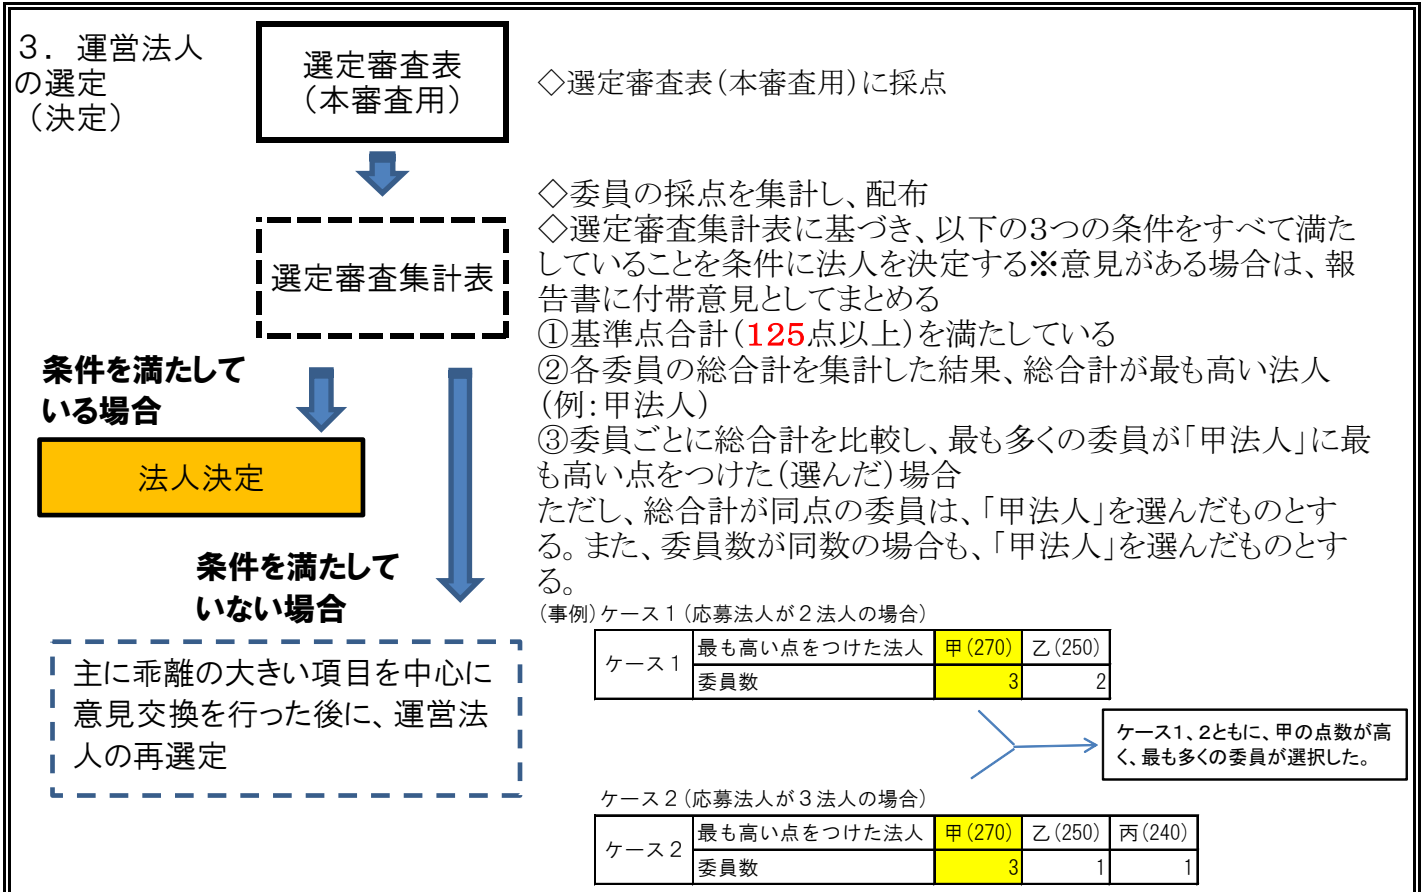 ３．運営法人
の選定
（決定）
選定審査表
（本審査用）
◇選定審査表（本審査用）に採点
選定審査集計表
◇委員の採点を集計し、配布
◇選定審査集計表に基づき、以下の３つの条件をすべて満た
していることを条件に法人を決定する※意見がある場合は、報
告書に付帯意見としてまとめる
①基準点合計（125点以上）を満たしている
②各委員の総合計を集計した結果、総合計が最も高い法人
（例：甲法人）
③委員ごとに総合計を比較し、最も多くの委員が「甲法人」に最
も高い点をつけた（選んだ）場合
ただし、総合計が同点の委員は、「甲法人」を選んだものとす
る。また、委員数が同数の場合も、「甲法人」を選んだものとす
る。
条件を満たして
いる場合
法人決定
条件を満たして
いない場合
主に乖離の大きい項目を中心に
意見交換を行った後に、運営法
人の再選定
（事例）ケース１（応募法人が２法人の場合）
ケース１ 最も高い点をつけた法人 甲（270） 乙（250）
委員数 3 2
ケース１、２ともに、甲の点数が高
く、最も多くの委員が選択した。
ケース２（応募法人が３法人の場合）
ケース２ 最も高い点をつけた法人 甲（270） 乙（250） 丙（240）
委員数 3 1 1